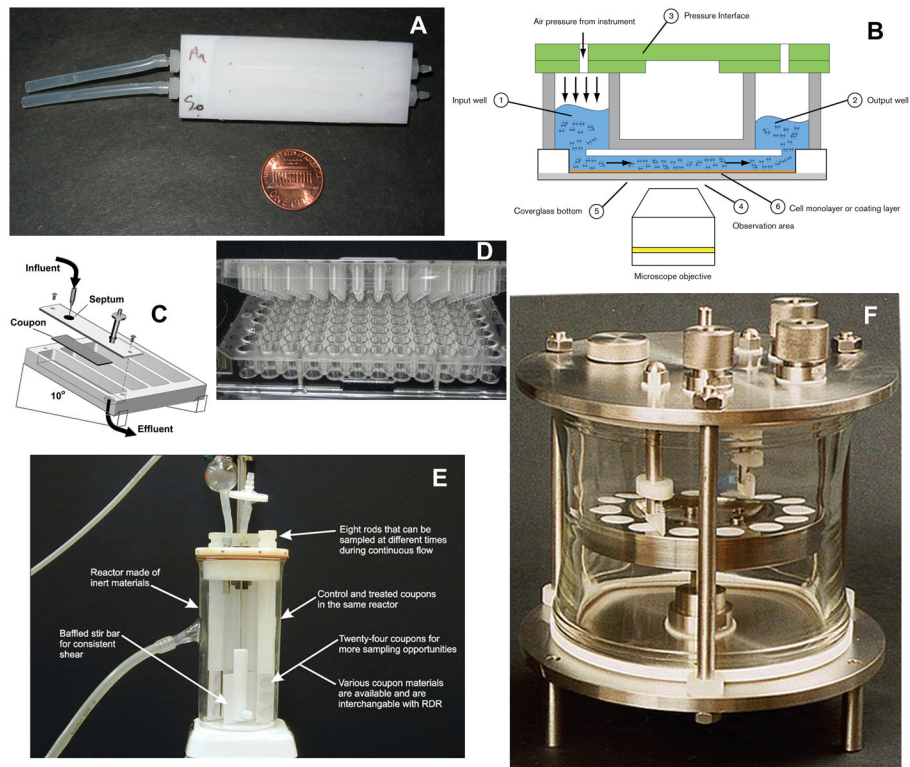 A
An
So
ONE CENT
B
Air pressure from instrument
3
Pressure Interface
Input well
1
2
Output well
Coverglass bottom
5
4
Observation area
6
Cell monolayer or coating layer
Microscope objective
C
Influent
Septum
Coupon
10°
Effluent
D
E
Eight rods that can be
sampled at different times
during continuous flow
Reactor made of
inert materials
Control and treated coupons
in the same reactor
Baffled stir bar
for consistent
shear
Twenty-four coupons for
more sampling opportunities
Various coupon materials
are available and are
interchangable with RDR
F